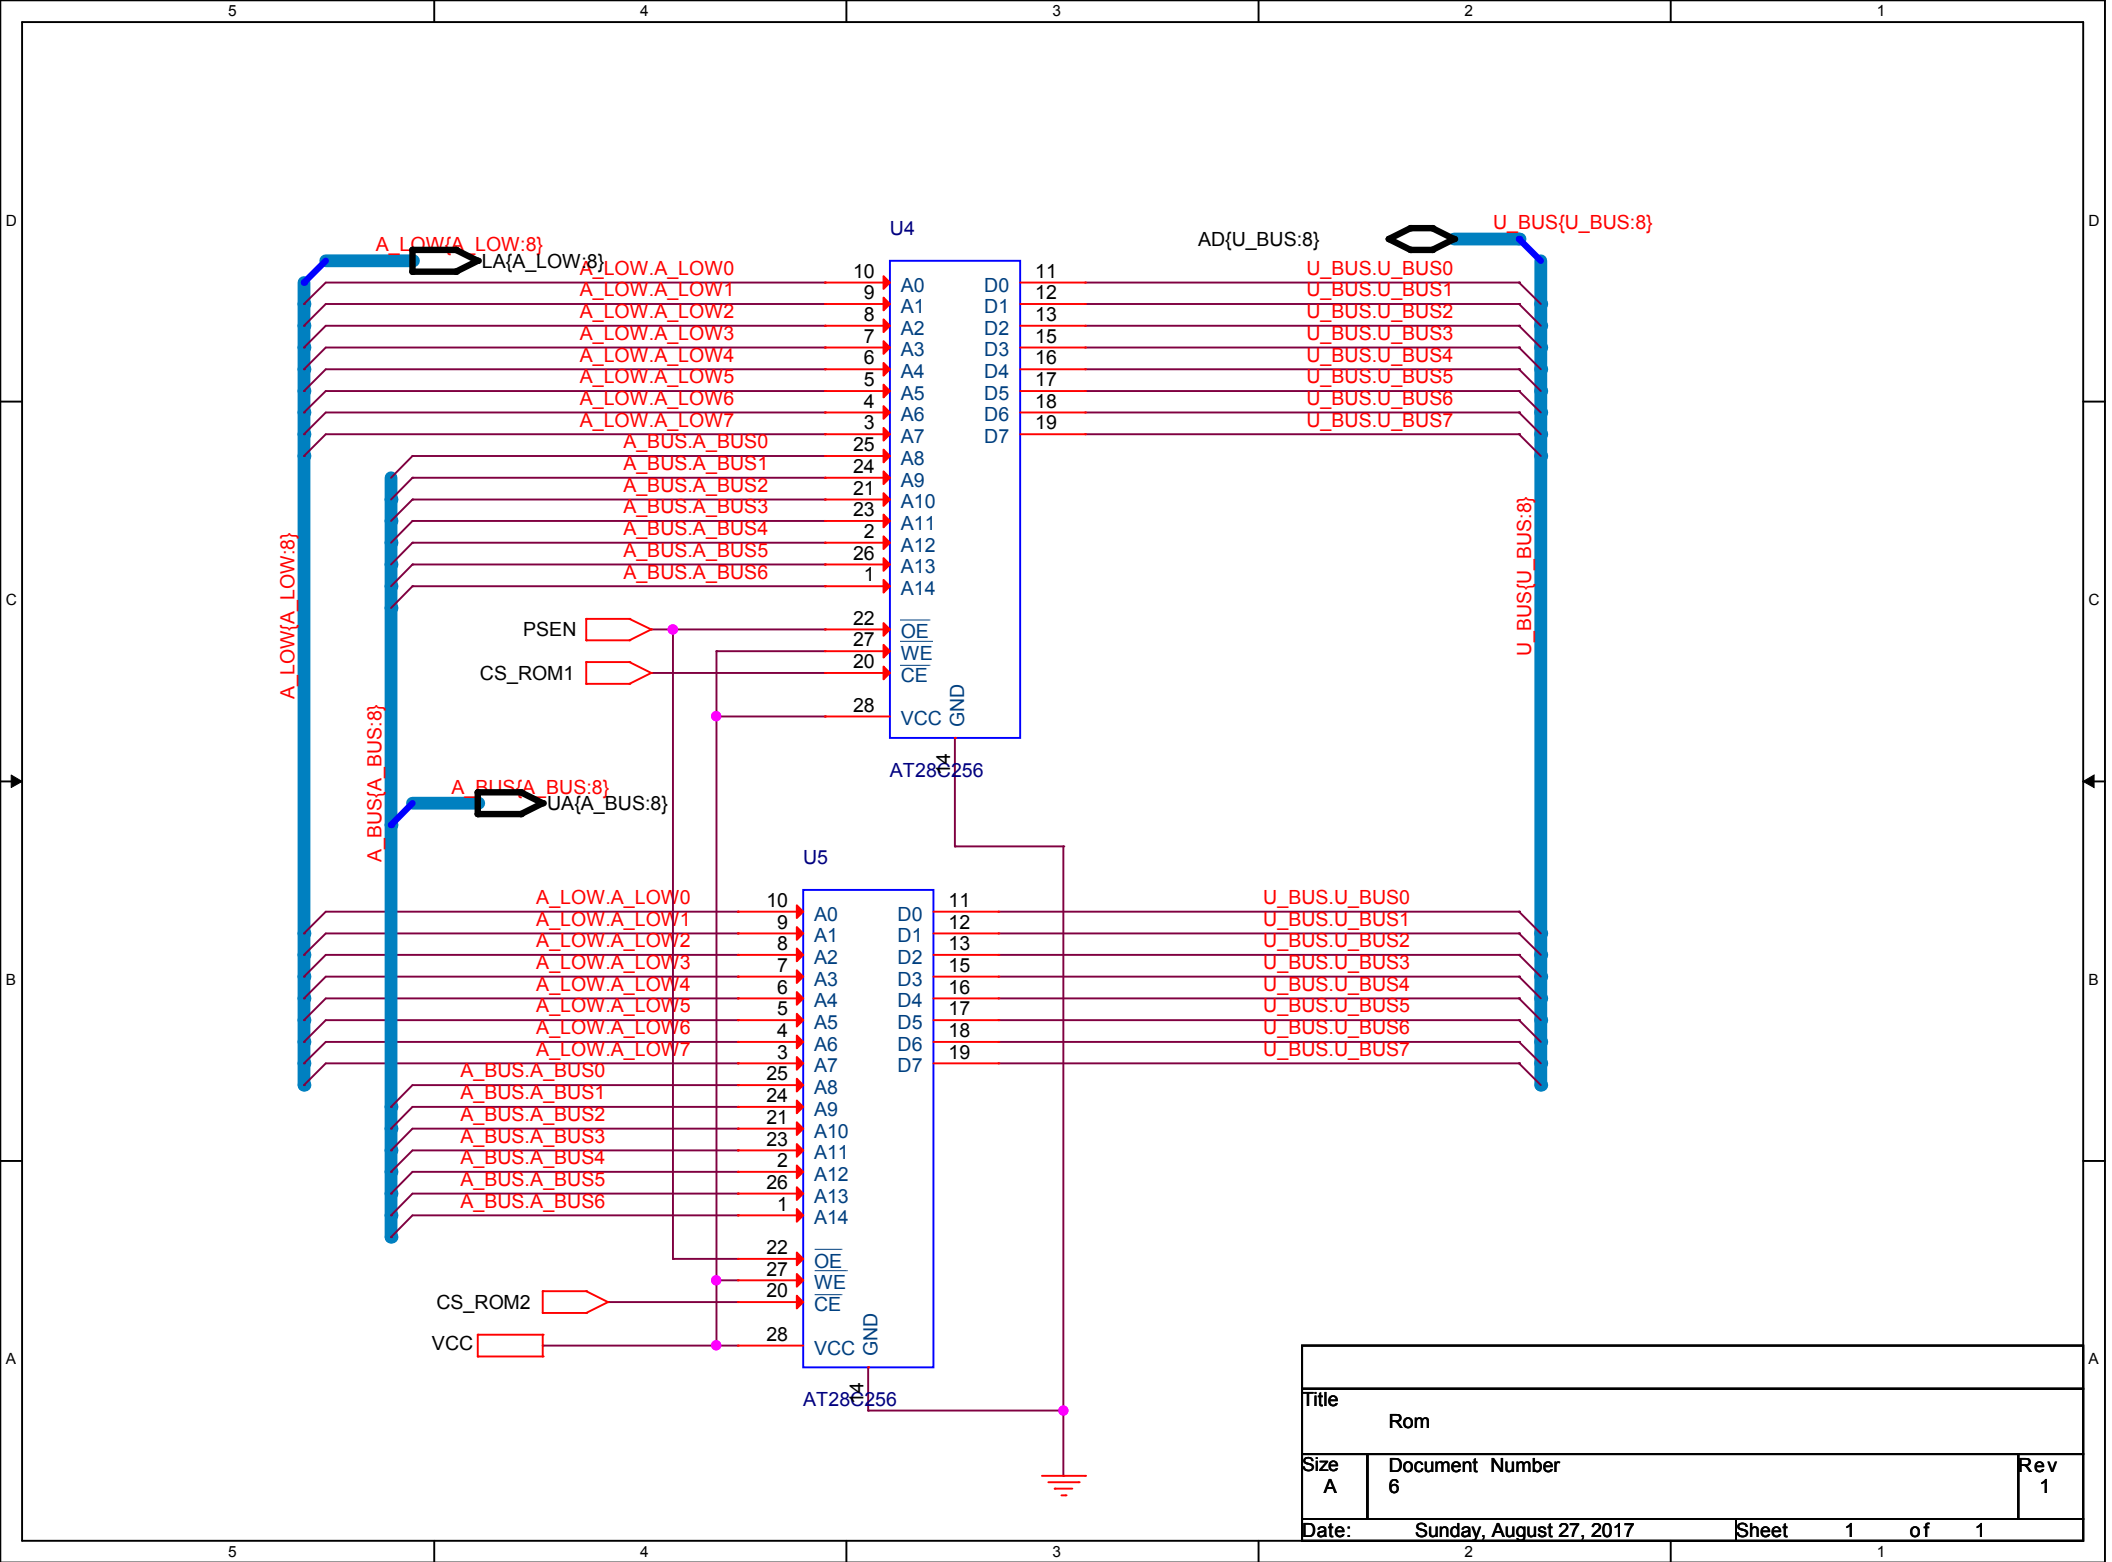 5 4 3 2 1
D D
C C
B B
A A
A_LOW{A_LOW:8}
LA{A_LOW:8}
U4
AD{U_BUS:8}
U_BUS{U_BUS:8}
A_LOW.A_LOW0 10 A0 D0 11 U_BUS.U_BUS0
A_LOW.A_LOW1 9 A1 D1 12 U_BUS.U_BUS1
A_LOW.A_LOW2 8 A2 D2 13 U_BUS.U_BUS2
A_LOW.A_LOW3 7 A3 D3 15 U_BUS.U_BUS3
A_LOW.A_LOW4 6 A4 D4 16 U_BUS.U_BUS4
A_LOW.A_LOW5 5 A5 D5 17 U_BUS.U_BUS5
A_LOW.A_LOW6 4 A6 D6 18 U_BUS.U_BUS6
A_LOW.A_LOW7 3 A7 D7 19 U_BUS.U_BUS7
A_BUS.A_BUS0 25 A8
A_BUS.A_BUS1 24 A9
A_BUS.A_BUS2 21 A10
A_BUS.A_BUS3 23 A11
A_BUS.A_BUS4 2 A12
A_BUS.A_BUS5 26 A13
A_BUS.A_BUS6 1 A14
A_LOW{A_LOW:8}
U_BUS{U_BUS:8}
PSEN 22 OE
27 WE
CS_ROM1 20 CE
28 VCC GND
14
AT28C256
A_BUS{A_BUS:8}
A_BUS{A_BUS:8}
UA{A_BUS:8}
U5
A_LOW.A_LOW0 10 A0 D0 11 U_BUS.U_BUS0
A_LOW.A_LOW1 9 A1 D1 12 U_BUS.U_BUS1
A_LOW.A_LOW2 8 A2 D2 13 U_BUS.U_BUS2
A_LOW.A_LOW3 7 A3 D3 15 U_BUS.U_BUS3
A_LOW.A_LOW4 6 A4 D4 16 U_BUS.U_BUS4
A_LOW.A_LOW5 5 A5 D5 17 U_BUS.U_BUS5
A_LOW.A_LOW6 4 A6 D6 18 U_BUS.U_BUS6
A_LOW.A_LOW7 3 A7 D7 19 U_BUS.U_BUS7
A_BUS.A_BUS0 25 A8
A_BUS.A_BUS1 24 A9
A_BUS.A_BUS2 21 A10
A_BUS.A_BUS3 23 A11
A_BUS.A_BUS4 2 A12
A_BUS.A_BUS5 26 A13
A_BUS.A_BUS6 1 A14
22 OE
27 WE
CS_ROM2 20 CE
VCC 28 VCC GND
14
AT28C256
Title
Rom
Size Document Number Rev
A 6 1
Date: Sunday, August 27, 2017 Sheet 1 of 1
5 4 3 2 1